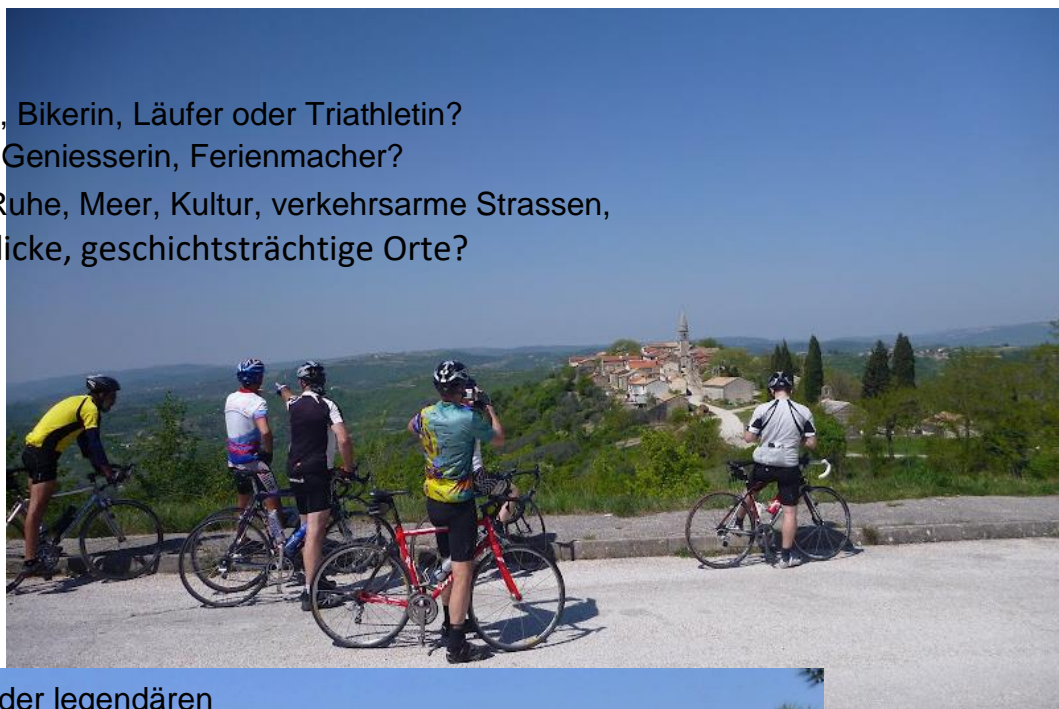 , Bikerin, Läufer oder Triathletin?
Geniesserin, Ferienmacher?
Ruhe, Meer, Kultur, verkehrsarme Strassen,
licke, geschichtsträchtige Orte?
der legendären